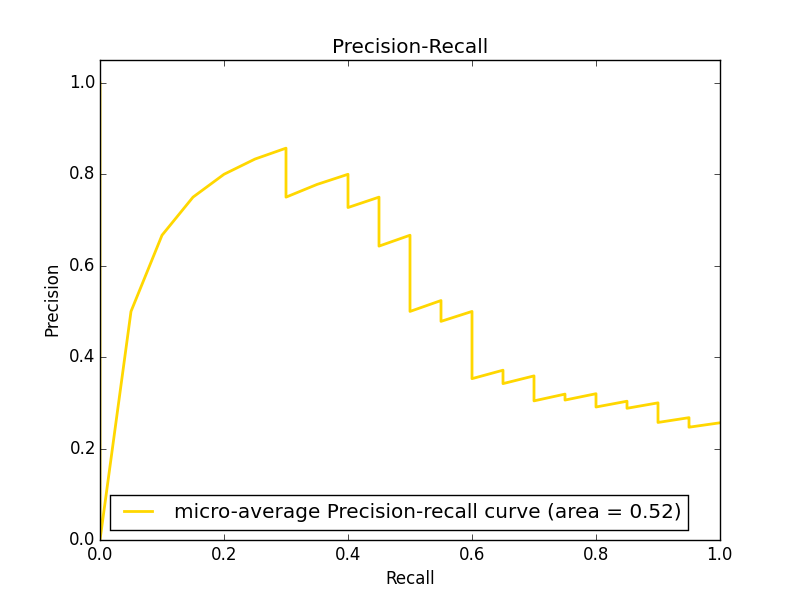 Precision-Recall
1.0
0.8
0.6
0.4
0.2
0.0
Precision
micro-average Precision-recall curve (area = 0.52)
0.0 0.2 0.4 0.6 0.8 1.0
Recall